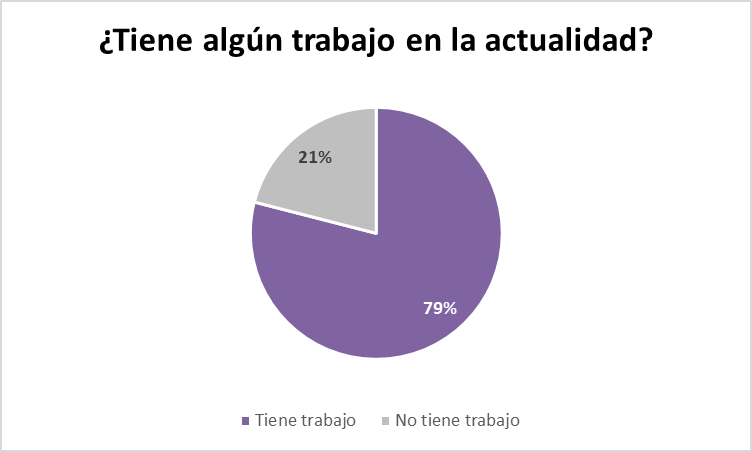 ¿Tiene algún trabajo en la actualidad?
21%
79%
Tiene trabajo
No tiene trabajo